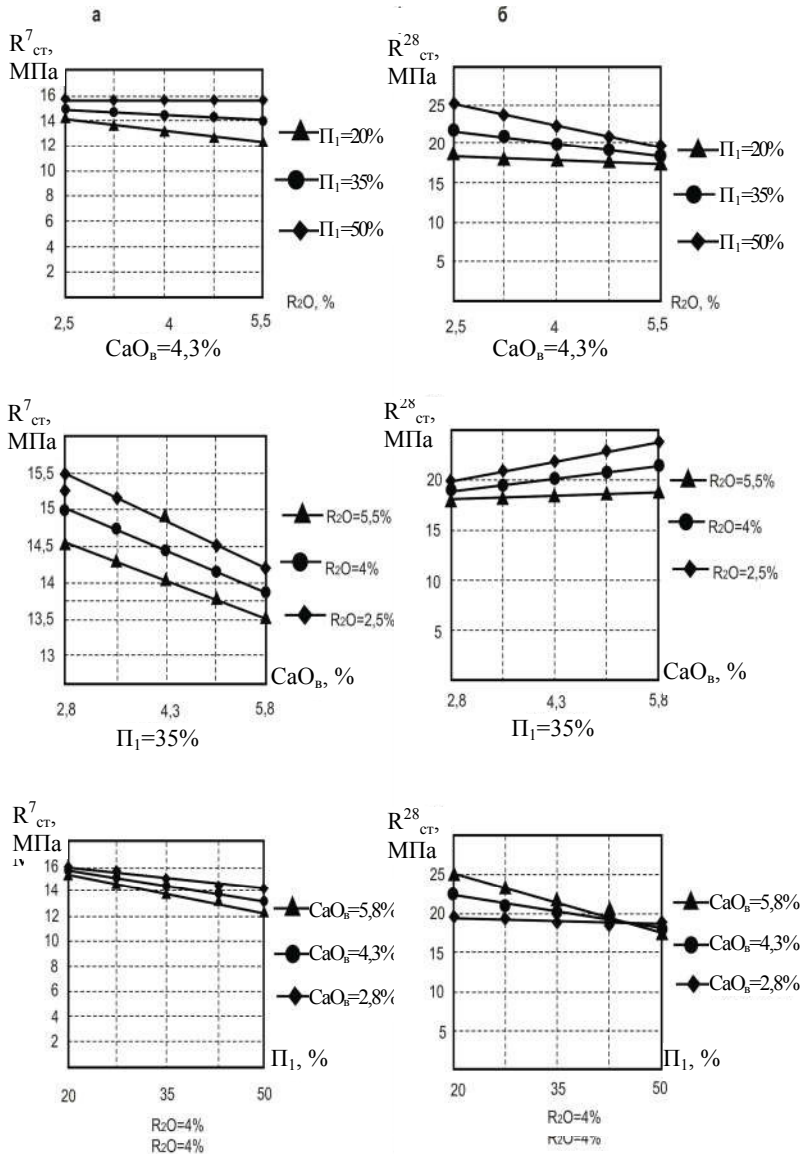 а
б
R⁷ст,
МПа
16
14
12
10
8
6
4
2
2,5
4
5,5
R₂O, %
CaOв=4,3%
П₁=20%
П₁=35%
П₁=50%
R²⁸ст,
МПа
25
20
15
10
5
2,5
4
5,5
R₂O, %
CaOв=4,3%
П₁=20%
П₁=35%
П₁=50%
R⁷ст,
МПа
15,5
15
14,5
14
13,5
13
2,8
4,3
5,8
CaOв, %
П₁=35%
R₂O=5,5%
R₂O=4%
R₂O=2,5%
R²⁸ст,
МПа
20
15
10
5
2,8
4,3
5,8
CaOв, %
П₁=35%
R₂O=5,5%
R₂O=4%
R₂O=2,5%
R⁷ст,
МПа
16
14
12
10
8
6
4
2
20
35
50
П₁, %
R₂O=4%
R₂O=4%
CaOв=5,8%
CaOв=4,3%
CaOв=2,8%
R²⁸ст,
МПа
25
20
15
10
5
20
35
50
П₁, %
R₂O=4%
R₂O=4%
CaOв=5,8%
CaOв=4,3%
CaOв=2,8%